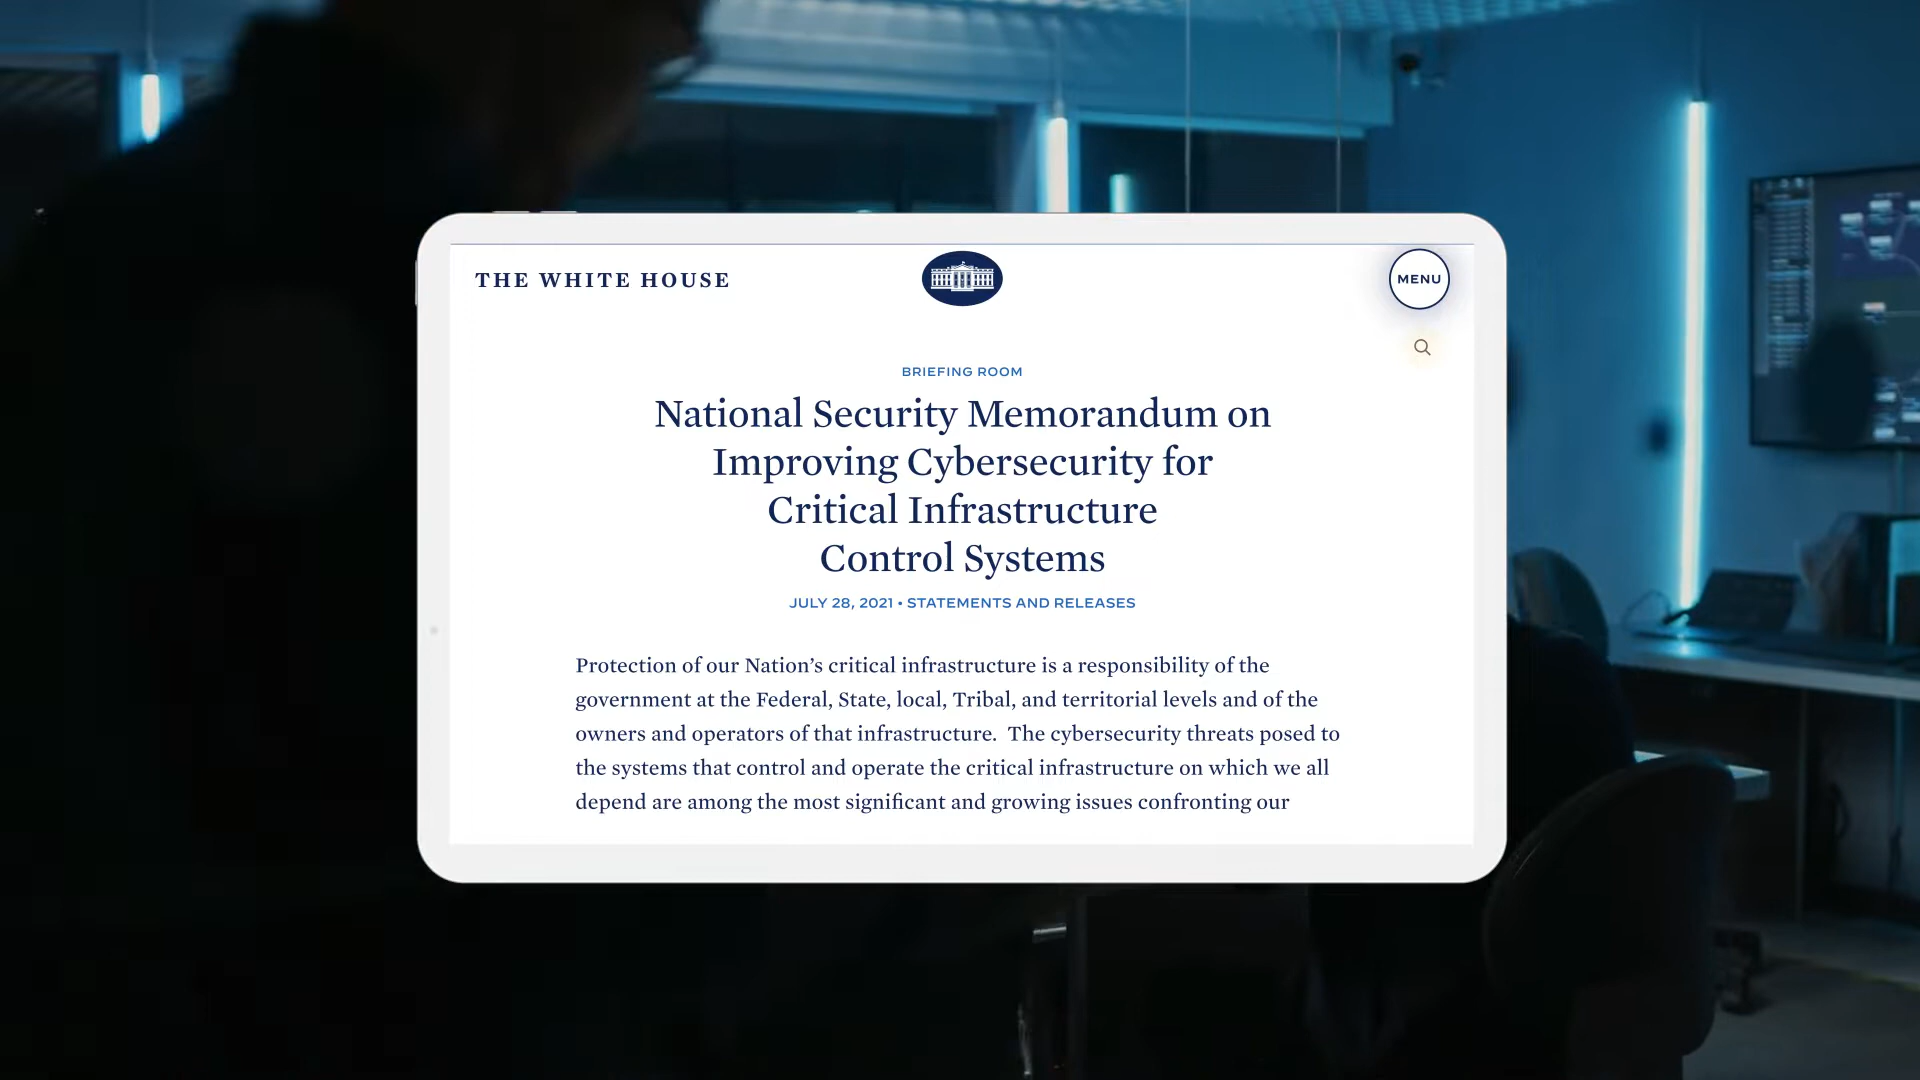 THE WHITE HOUSE
MENU
BRIEFING ROOM
National Security Memorandum on
Improving Cybersecurity for
Critical Infrastructure
Control Systems
JULY 28, 2021 • STATEMENTS AND RELEASES
Protection of our Nation’s critical infrastructure is a responsibility of the
government at the Federal, State, local, Tribal, and territorial levels and of the
owners and operators of that infrastructure.  The cybersecurity threats posed to
the systems that control and operate the critical infrastructure on which we all
depend are among the most significant and growing issues confronting our